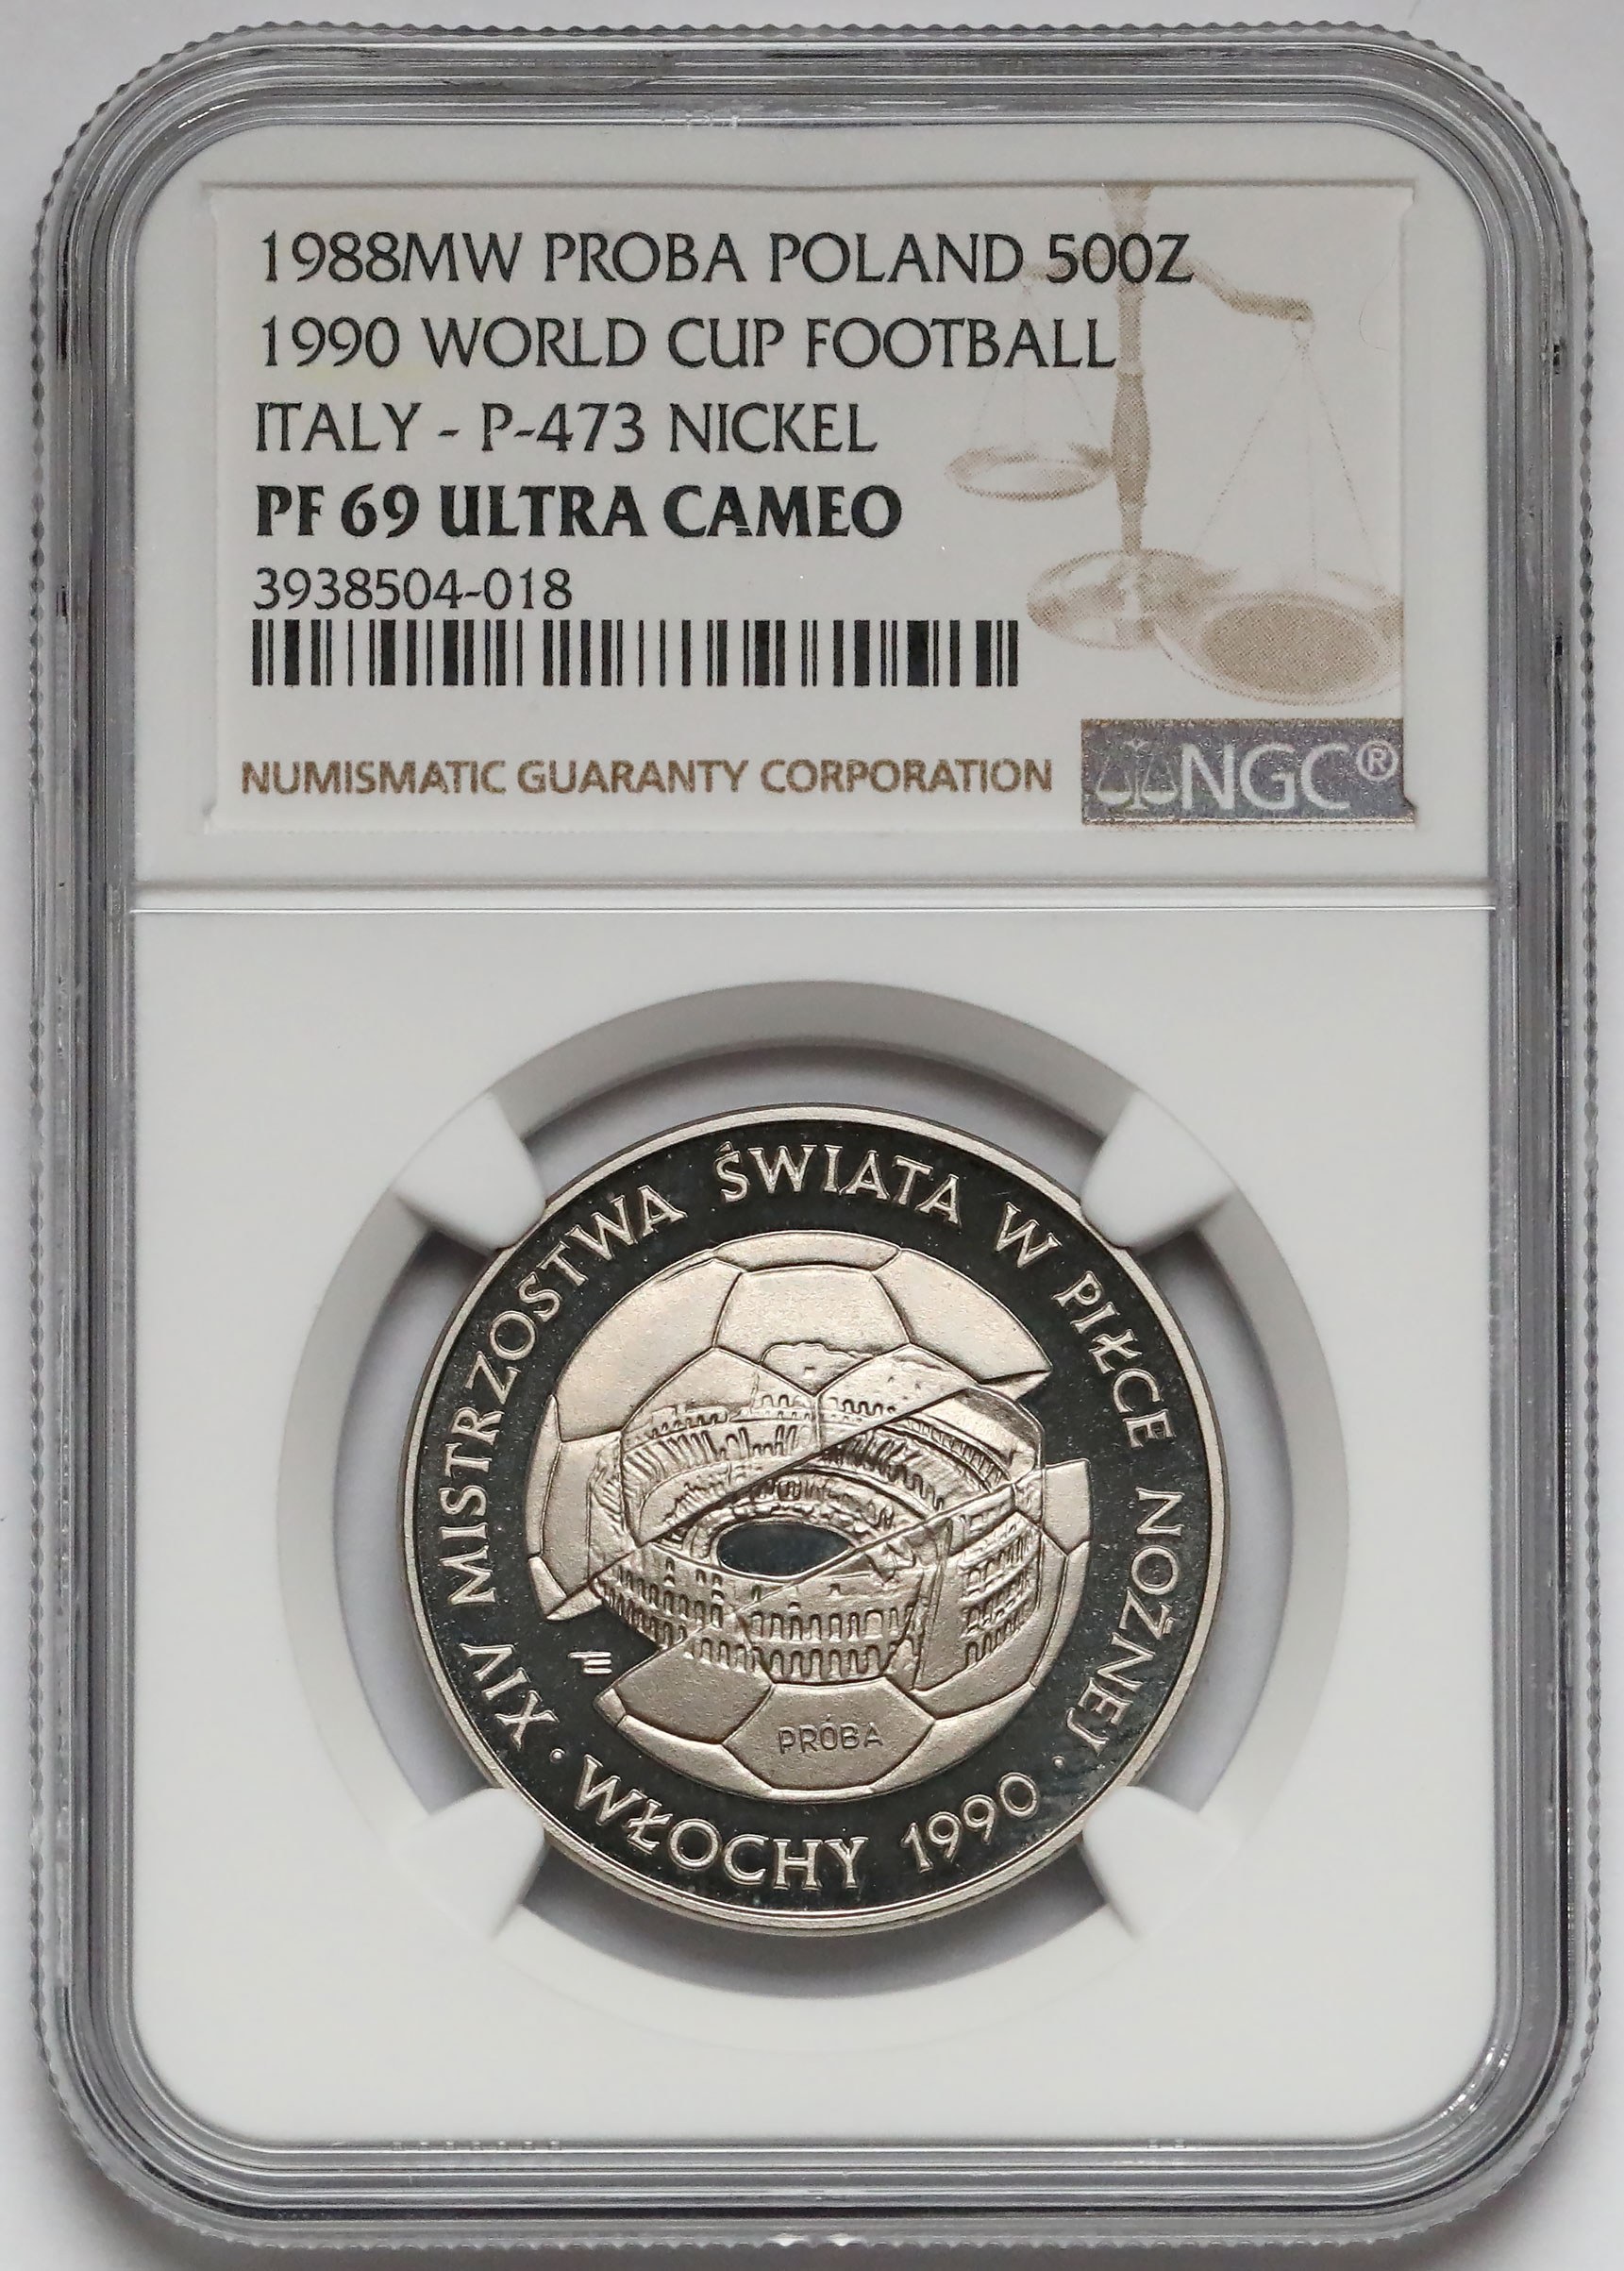 1988MW PROBA POLAND 500Z
1990 WORLD CUP FOOTBALL
ITALY - P-473 NICKEL
PF 69 ULTRA CAMEO
3938504-018
NUMISMATIC GUARANTY CORPORATION
NGC®
XIV MISTRZOSTWA ŚWIATA W PIŁCE NOŻNEJ
· WŁOCHY 1990 ·
PRÓBA